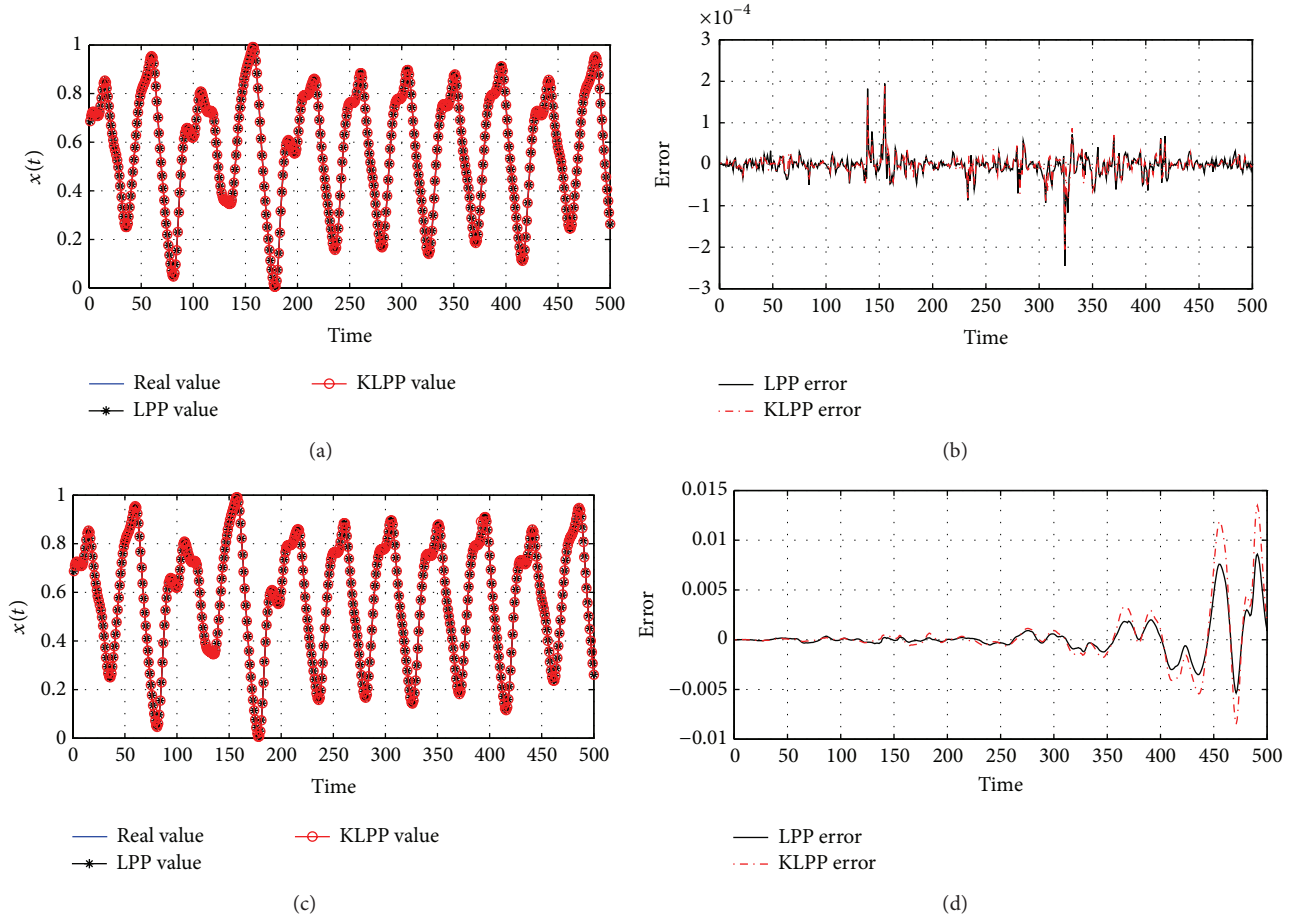 1
0.8
0.6
0.4
0.2
0
x(t)
0 50 100 150 200 250 300 350 400 450 500
Time
Real value
LPP value
KLPP value
(a)
×10−4
3
2
1
0
−1
−2
−3
Error
0 50 100 150 200 250 300 350 400 450 500
Time
LPP error
KLPP error
(b)
1
0.8
0.6
0.4
0.2
0
x(t)
0 50 100 150 200 250 300 350 400 450 500
Time
Real value
LPP value
KLPP value
(c)
0.015
0.01
0.005
0
−0.005
−0.01
Error
0 50 100 150 200 250 300 350 400 450 500
Time
LPP error
KLPP error
(d)